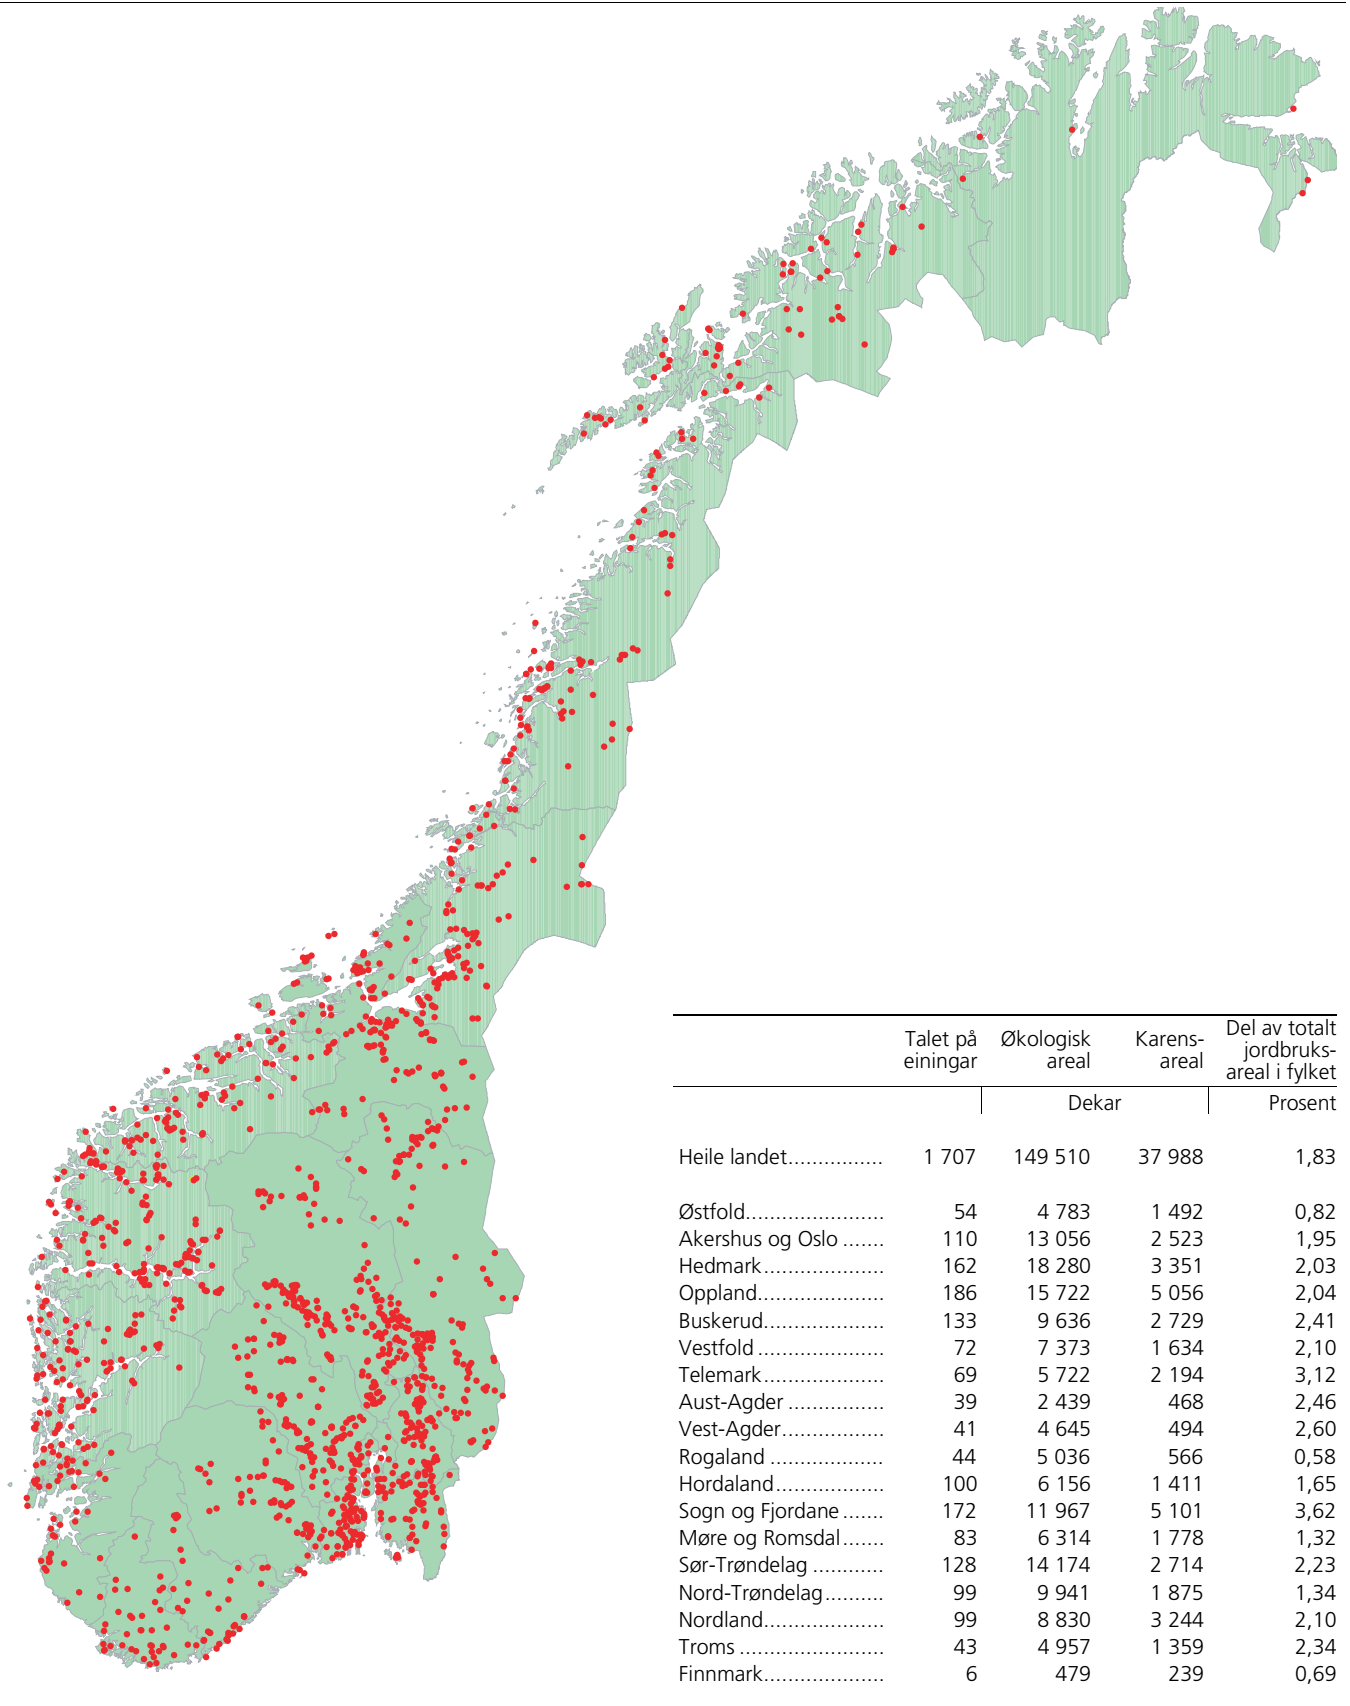 Talet på einingar Økologisk areal Karens- areal Del av totalt jordbruks- areal i fylket
Dekar Prosent
Heile landet................ 1 707 149 510 37 988 1,83
Østfold....................... 54 4 783 1 492 0,82
Akershus og Oslo ....... 110 13 056 2 523 1,95
Hedmark.................... 162 18 280 3 351 2,03
Oppland..................... 186 15 722 5 056 2,04
Buskerud.................... 133 9 636 2 729 2,41
Vestfold ..................... 72 7 373 1 634 2,10
Telemark.................... 69 5 722 2 194 3,12
Aust-Agder ................ 39 2 439 468 2,46
Vest-Agder................. 41 4 645 494 2,60
Rogaland ................... 44 5 036 566 0,58
Hordaland.................. 100 6 156 1 411 1,65
Sogn og Fjordane ....... 172 11 967 5 101 3,62
Møre og Romsdal....... 83 6 314 1 778 1,32
Sør-Trøndelag ............ 128 14 174 2 714 2,23
Nord-Trøndelag.......... 99 9 941 1 875 1,34
Nordland.................... 99 8 830 3 244 2,10
Troms ........................ 43 4 957 1 359 2,34
Finnmark.................... 6 479 239 0,69